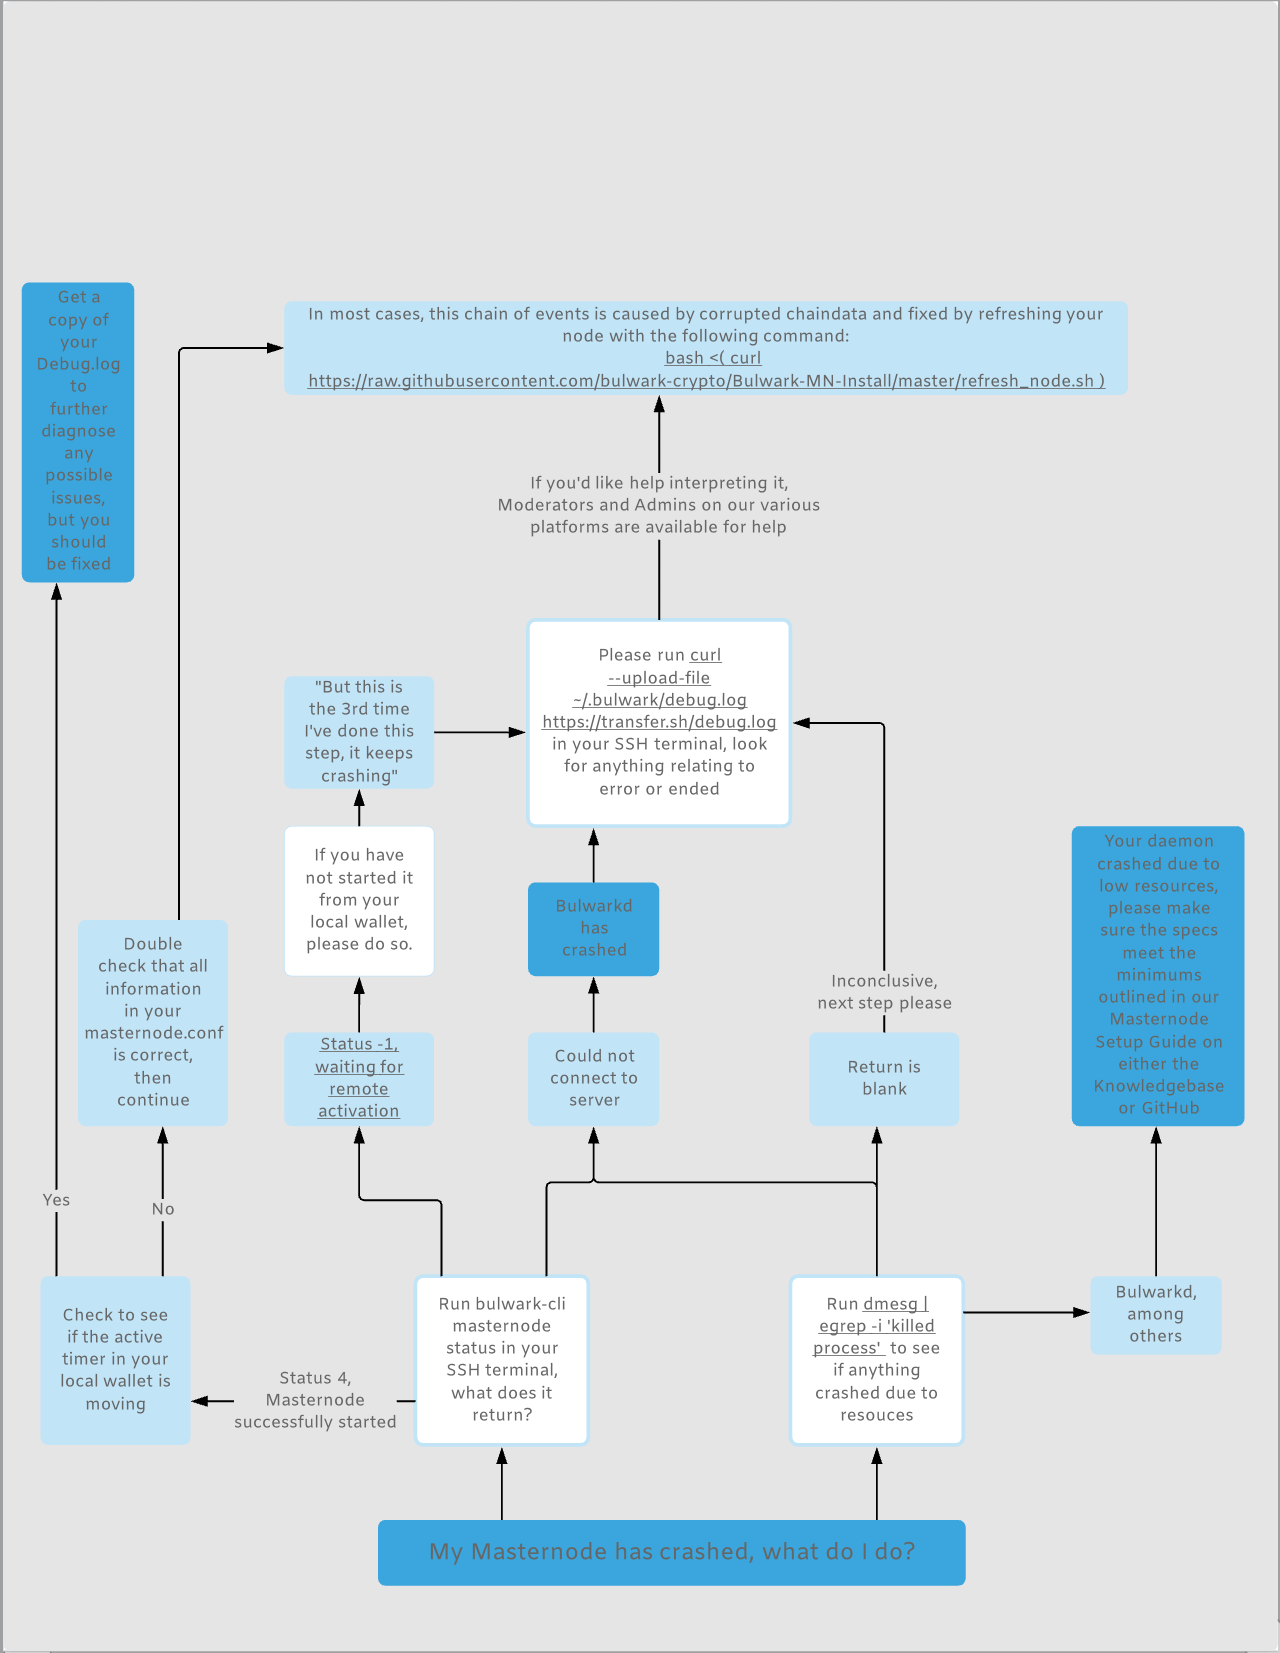 Get a
copy of
your
Debug.log
to
further
diagnose
any
possible
issues,
but you
should
be fixed
In most cases, this chain of events is caused by corrupted chaindata and fixed by refreshing your
node with the following command:
bash <( curl
https://raw.githubusercontent.com/bulwark-crypto/Bulwark-MN-Install/master/refresh_node.sh )
If you'd like help interpreting it,
Moderators and Admins on our various
platforms are available for help
Please run curl
--upload-file
~/.bulwark/debug.log
https://transfer.sh/debug.log
in your SSH terminal, look
for anything relating to
error or ended
"But this is
the 3rd time
I've done this
step, it keeps
crashing"
If you have
not started it
from your
local wallet,
please do so.
Bulwarkd
has
crashed
Your daemon
crashed due to
low resources,
please make
sure the specs
meet the
minimums
outlined in our
Masternode
Setup Guide on
either the
Knowledgebase
or GitHub
Double
check that all
information
in your
masternode.conf
is correct,
then
continue
Inconclusive,
next step please
Status -1,
waiting for
remote
activation
Could not
connect to
server
Return is
blank
Yes
No
Check to see
if the active
timer in your
local wallet is
moving
Status 4,
Masternode
successfully started
Run bulwark-cli
masternode
status in your
SSH terminal,
what does it
return?
Run dmesg |
egrep -i 'killed
process' to see
if anything
crashed due to
resouces
Bulwarkd,
among
others
My Masternode has crashed, what do I do?